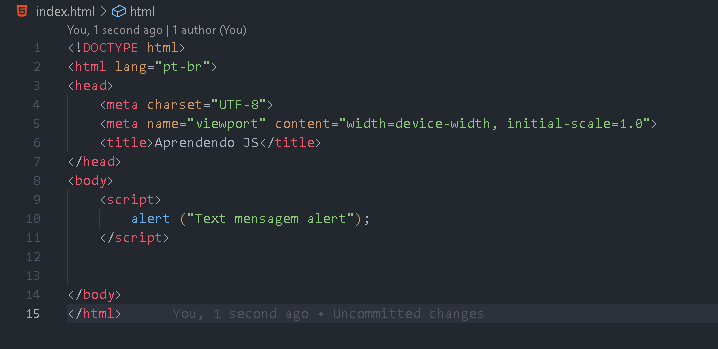 index.html > html
You, 1 second ago | 1 author (You)
1 <!DOCTYPE html>
2 <html lang="pt-br">
3 <head>
4 <meta charset="UTF-8">
5 <meta name="viewport" content="width=device-width, initial-scale=1.0">
6 <title>Aprendendo JS</title>
7 </head>
8 <body>
9 <script>
10 alert ("Text mensagem alert");
11 </script>
12
13
14 </body>
15 </html> You, 1 second ago • Uncommitted changes